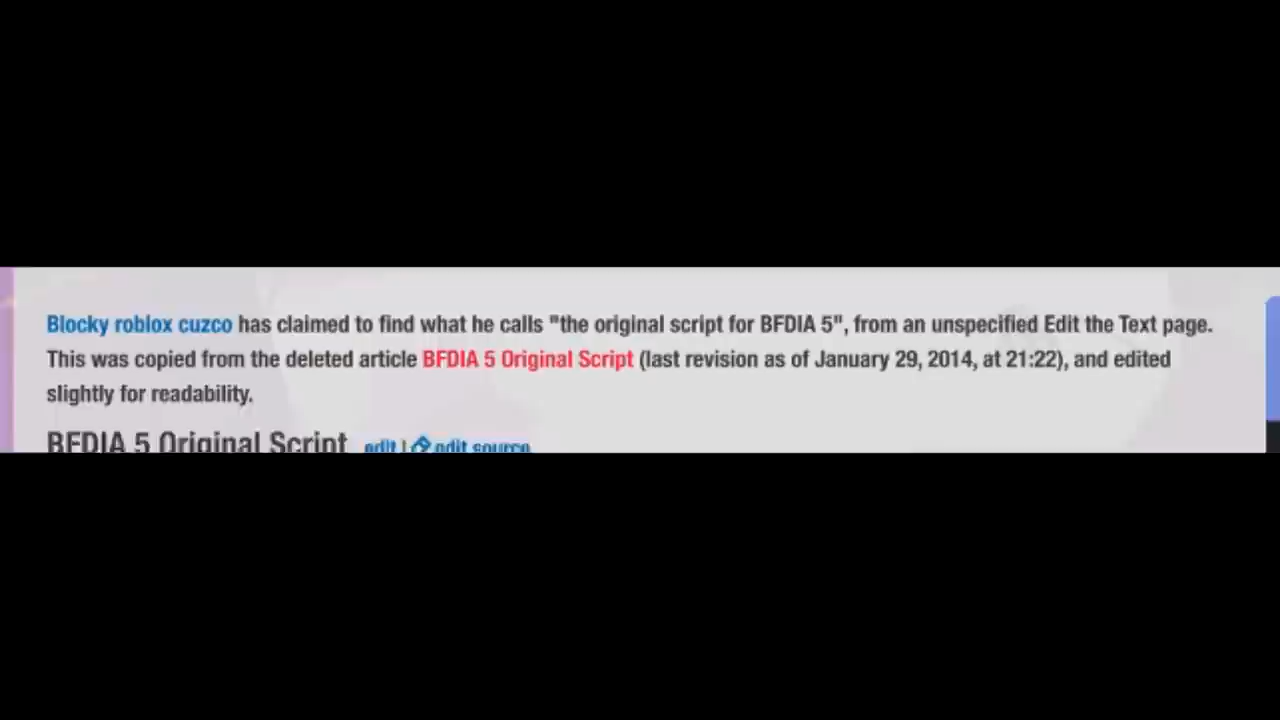 Blocky roblox cuzco has claimed to find what he calls "the original script for BFDIA 5", from an unspecified Edit the Text page.
This was copied from the deleted article BFDIA 5 Original Script (last revision as of January 29, 2014, at 21:22), and edited
slightly for readability.
BFDIA 5 Original Script edit | edit source